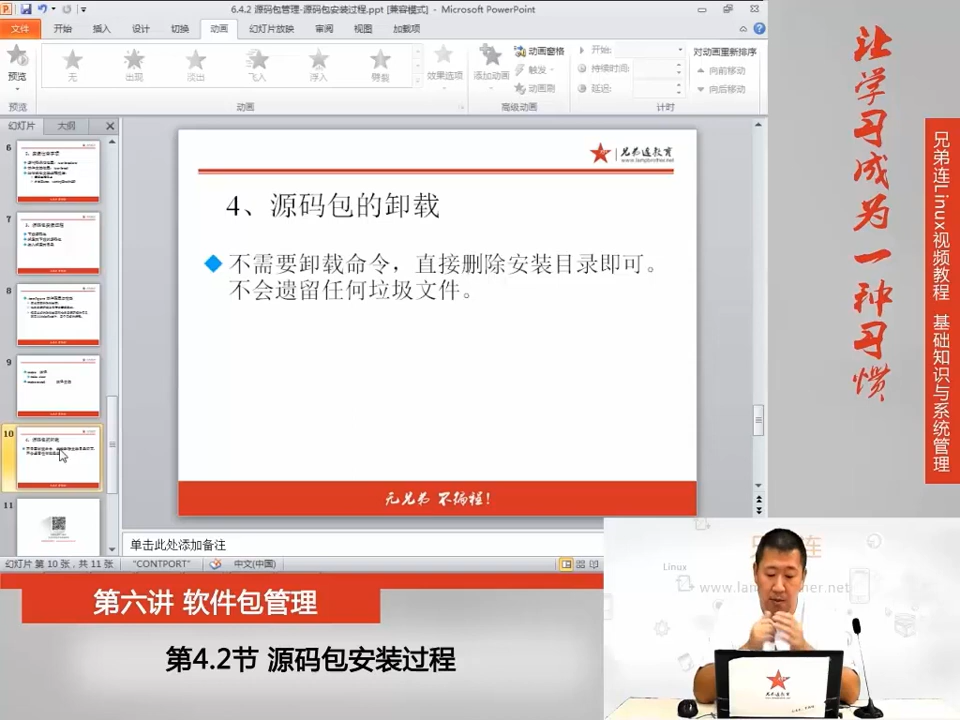 6.4.2 源码包管理-源码包安装过程.ppt [兼容模式] - Microsoft PowerPoint
文件 开始 插入 设计 切换 动画 幻灯片放映 审阅 视图 加载项
预览
无 出现 淡出 飞入 浮入 劈裂
效果选项
添加动画
动画窗格
触发
动画刷
开始:
持续时间:
延迟:
对动画重新排序
向前移动
向后移动
预览 动画 高级动画 计时
幻灯片 大纲
6
7
8
9
10
11
兄弟连教育
www.lampbrother.net
4、源码包的卸载
不需要卸载命令，直接删除安装目录即可。
不会遗留任何垃圾文件。
无兄弟 不编程！
单击此处添加备注
幻灯片 第 10 张，共 11 张 "CONTPORT" 中文(中国)
第六讲 软件包管理
第4.2节 源码包安装过程
让学习成为一种习惯
兄弟连Linux视频教程 基础知识与系统管理
Linux